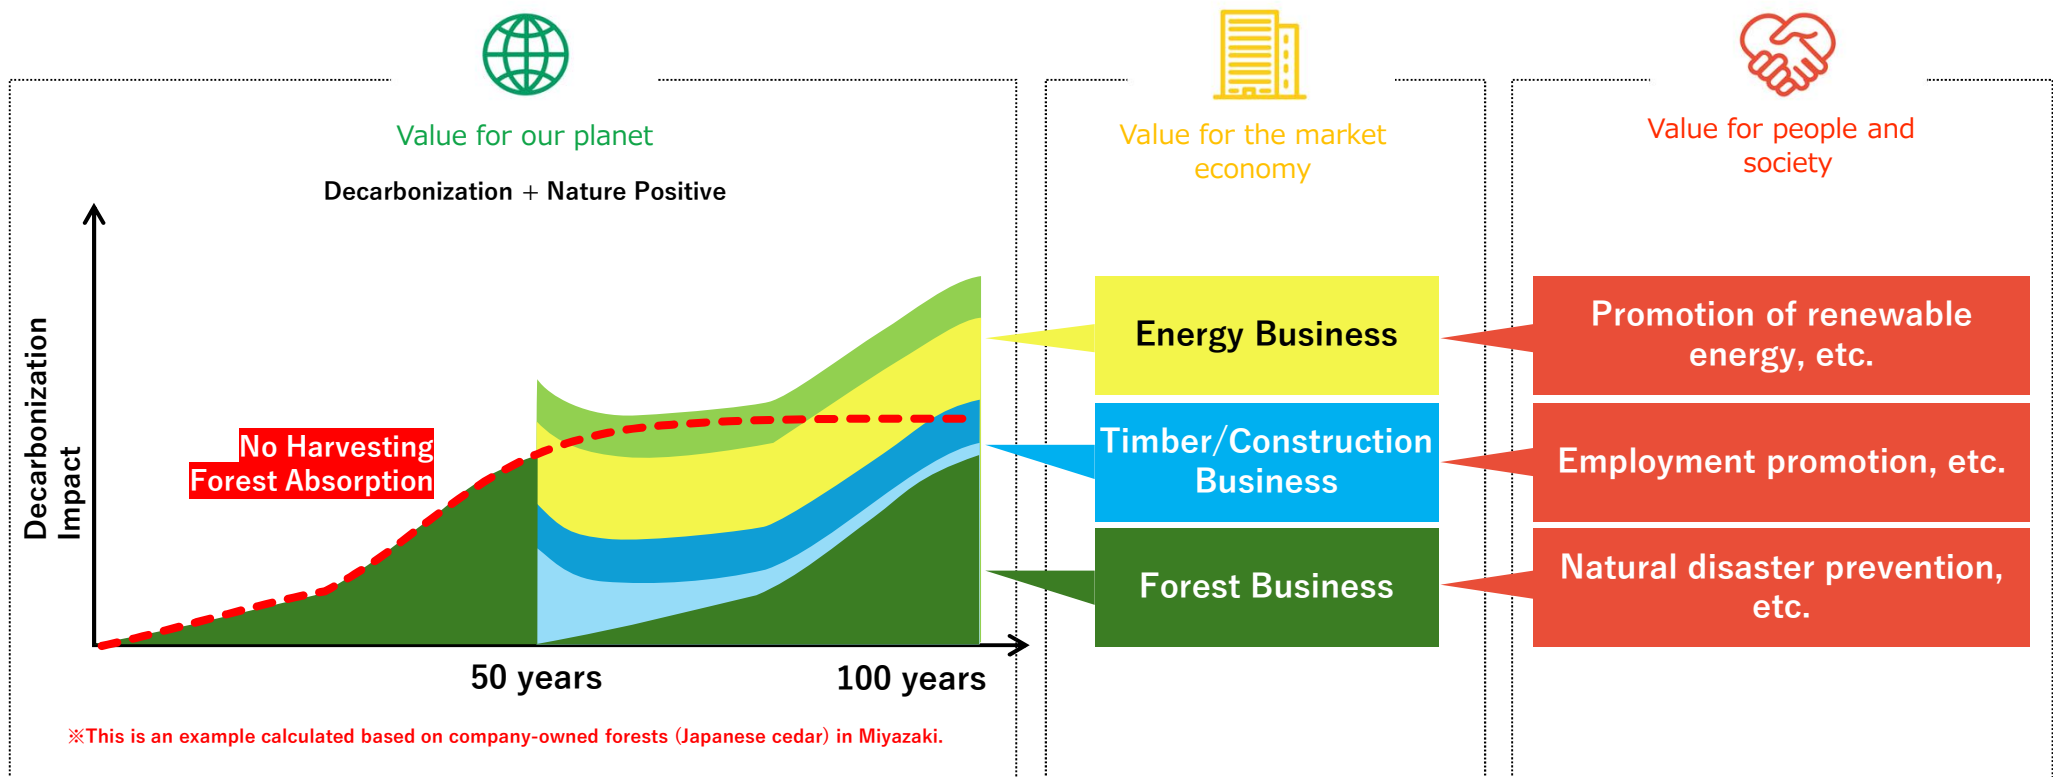 Value for our planet
Decarbonization + Nature Positive
Decarbonization
Impact
No Harvesting
Forest Absorption
50 years
100 years
※This is an example calculated based on company-owned forests (Japanese cedar) in Miyazaki.
Value for the market
economy
Energy Business
Timber/Construction
Business
Forest Business
Value for people and
society
Promotion of renewable
energy, etc.
Employment promotion, etc.
Natural disaster prevention,
etc.